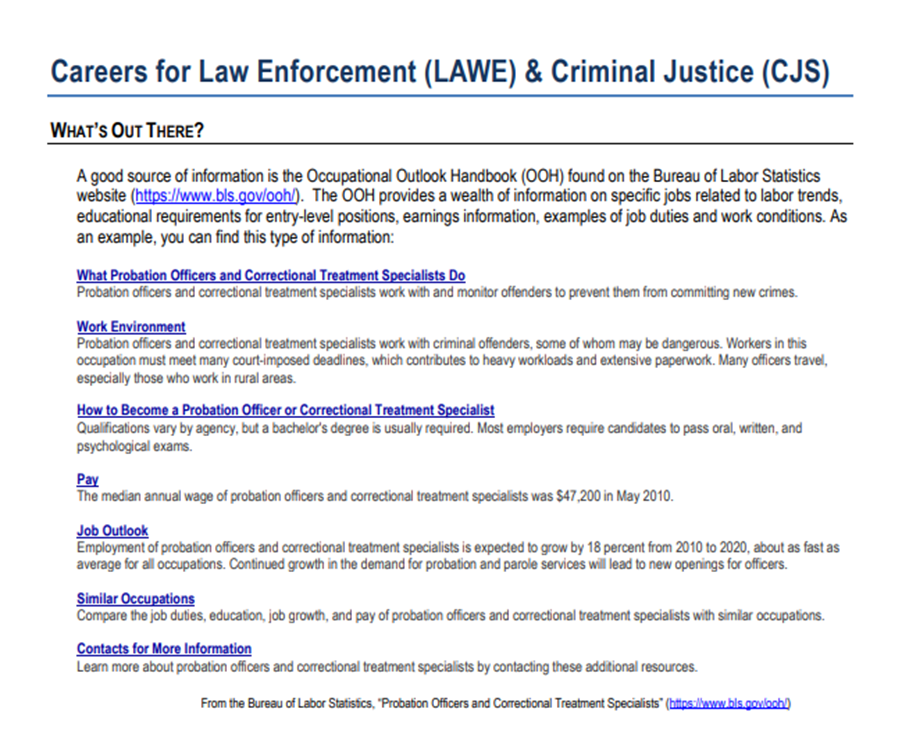 Careers for Law Enforcement (LAWE) & Criminal Justice (CJS)
WHAT'S OUT THERE?
A good source of information is the Occupational Outlook Handbook (OOH) found on the Bureau of Labor Statistics
website (https://www.bls.gov/ooh/). The OOH provides a wealth of information on specific jobs related to labor trends,
educational requirements for entry-level positions, earnings information, examples of job duties and work conditions. As
an example, you can find this type of information:
What Probation Officers and Correctional Treatment Specialists Do
Probation officers and correctional treatment specialists work with and monitor offenders to prevent them from committing new crimes.
Work Environment
Probation officers and correctional treatment specialists work with criminal offenders, some of whom may be dangerous. Workers in this
occupation must meet many court-imposed deadlines, which contributes to heavy workloads and extensive paperwork. Many officers travel,
especially those who work in rural areas.
How to Become a Probation Officer or Correctional Treatment Specialist
Qualifications vary by agency, but a bachelor's degree is usually required. Most employers require candidates to pass oral, written, and
psychological exams.
Pay
The median annual wage of probation officers and correctional treatment specialists was $47,200 in May 2010.
Job Outlook
Employment of probation officers and correctional treatment specialists is expected to grow by 18 percent from 2010 to 2020, about as fast as
average for all occupations. Continued growth in the demand for probation and parole services will lead to new openings for officers.
Similar Occupations
Compare the job duties, education, job growth, and pay of probation officers and correctional treatment specialists with similar occupations.
Contacts for More Information
Learn more about probation officers and correctional treatment specialists by contacting these additional resources.
From the Bureau of Labor Statistics, "Probation Officers and Correctional Treatment Specialists" (https://www.bls.gov/ooh/)